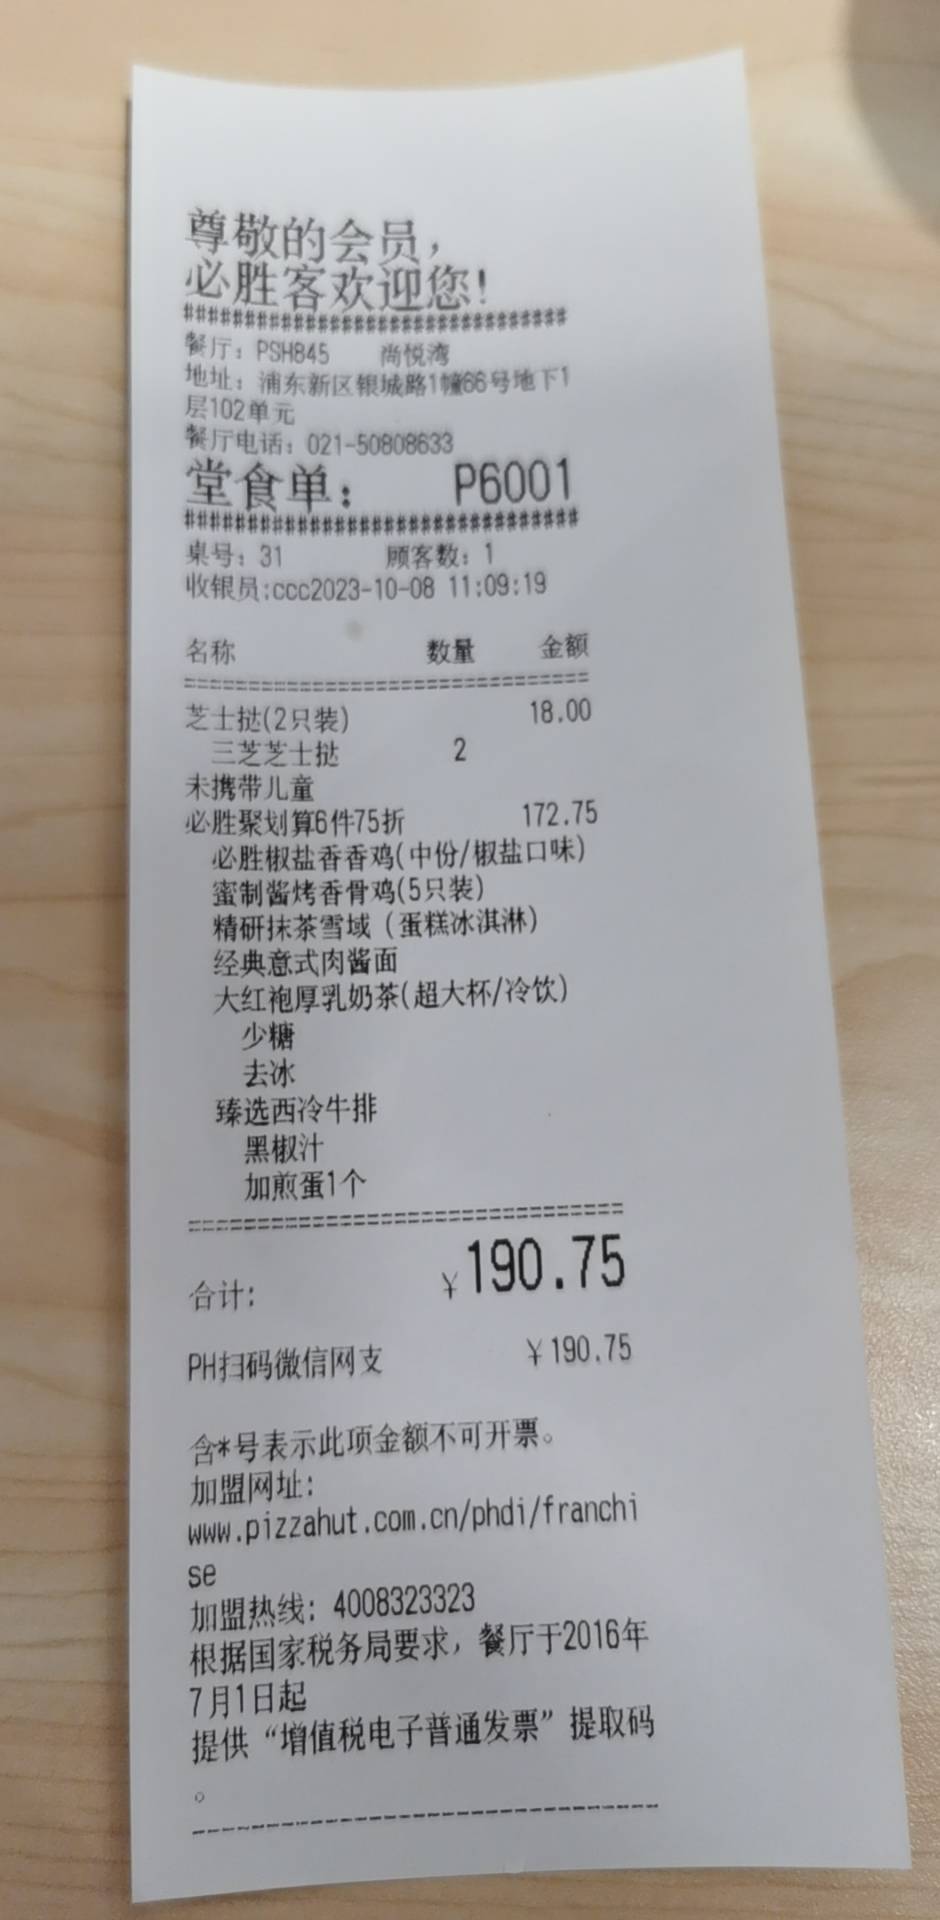 尊敬的会员，
必胜客欢迎您!
################################
餐厅：PSH845 尚悦湾
地址：浦东新区银城路1幢66号地下1
层102单元
餐厅电话：021-50808633
堂食单： P6001
################################
桌号：31 顾客数：1
收银员:ccc2023-10-08 11:09:19
名称 数量 金额
================================
芝士挞(2只装) 18.00
三芝芝士挞 2
未携带儿童
必胜聚划算6件75折 172.75
必胜椒盐香香鸡(中份/椒盐口味)
蜜制酱烤香骨鸡(5只装)
精研抹茶雪域（蛋糕冰淇淋）
经典意式肉酱面
大红袍厚乳奶茶(超大杯/冷饮)
少糖
去冰
臻选西冷牛排
黑椒汁
加煎蛋1个
================================
合计: ￥190.75
PH扫码微信网支 ￥190.75
含*号表示此项金额不可开票。
加盟网址:
www.pizzahut.com.cn/phdi/franchi
se
加盟热线: 4008323323
根据国家税务局要求，餐厅于2016年
7月1日起
提供“增值税电子普通发票”提取码
。
--------------------------------